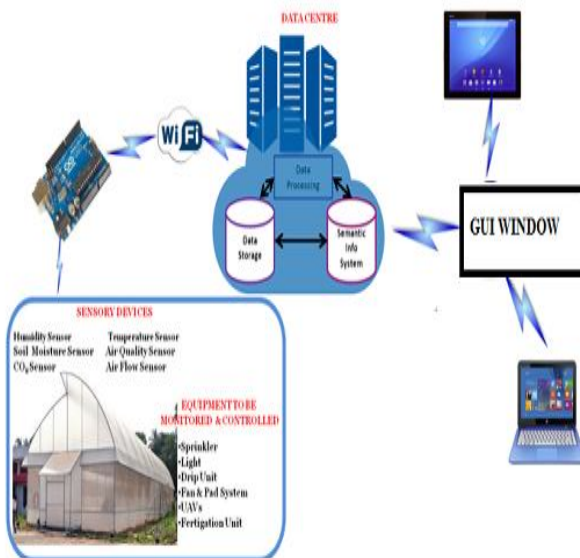 DATA CENTRE
WiFi
Data
Processing
Data
Storage
Semantic
Info
System
GUI WINDOW
SENSORY DEVICES
Humidity Sensor Temperature Sensor
Soil Moisture Sensor Air Quality Sensor
CO₂ Sensor Air Flow Sensor
EQUIPMENT TO BE
MONITORED & CONTROLLED
•Sprinkler
•Light
•Drip Unit
•Fan & Pad System
•UAVs
•Fertigation Unit